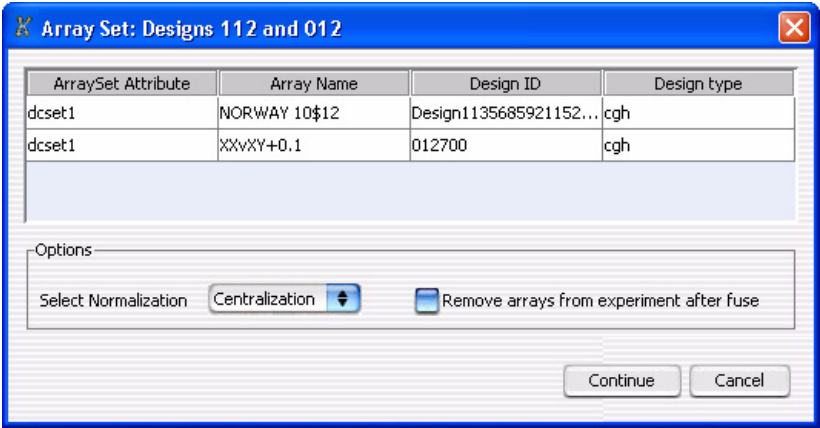 Array Set: Designs 112 and 012
ArraySet Attribute Array Name Design ID Design type
dcset1 NORWAY 10$12 Design1135685921152... cgh
dcset1 XXvXY+0.1 012700 cgh
Options
Select Normalization Centralization Remove arrays from experiment after fuse
Continue Cancel